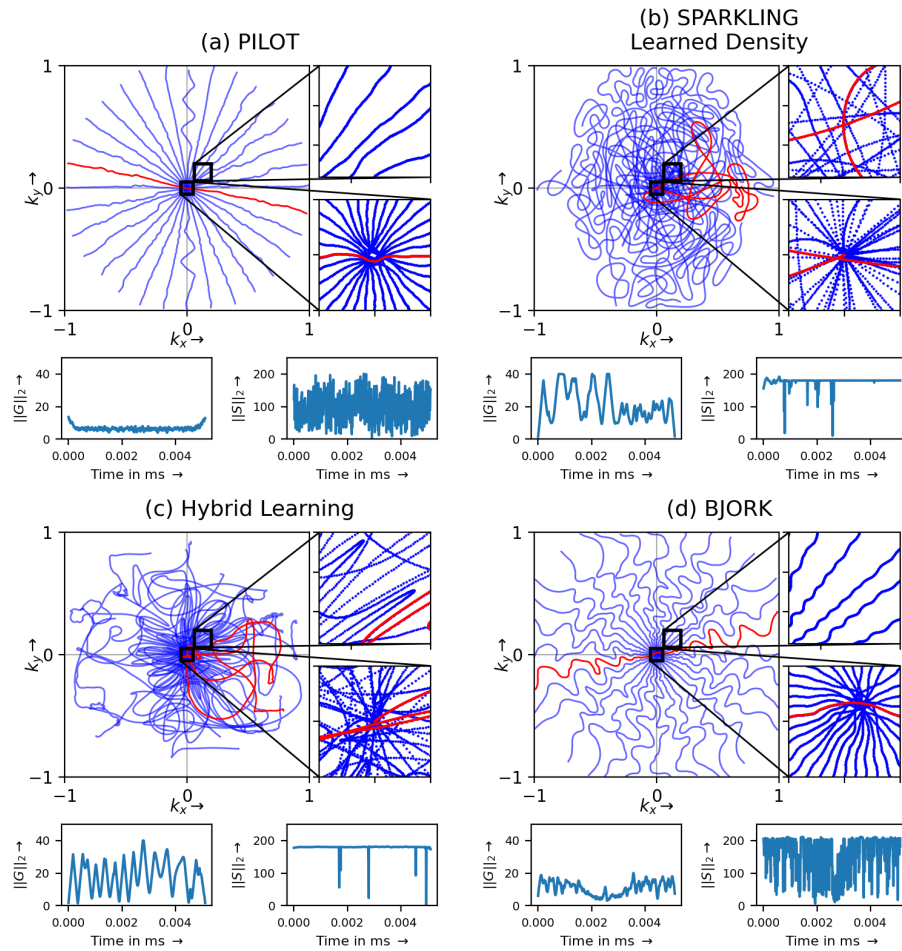 (a) PILOT
(b) SPARKLING
Learned Density
1
0
−1
k_y →
−1
0
1
k_x →
1
0
−1
k_y →
−1
0
1
k_x →
||G||_2 →
40
20
0
0.000
0.002
0.004
Time in ms →
||S||_2 →
200
100
0
0.000
0.002
0.004
Time in ms →
||G||_2 →
40
20
0
0.000
0.002
0.004
Time in ms →
||S||_2 →
200
100
0
0.000
0.002
0.004
Time in ms →
(c) Hybrid Learning
(d) BJORK
1
0
−1
k_y →
−1
0
1
k_x →
1
0
−1
k_y →
−1
0
1
k_x →
||G||_2 →
40
20
0
0.000
0.002
0.004
Time in ms →
||S||_2 →
200
100
0
0.000
0.002
0.004
Time in ms →
||G||_2 →
40
20
0
0.000
0.002
0.004
Time in ms →
||S||_2 →
200
100
0
0.000
0.002
0.004
Time in ms →